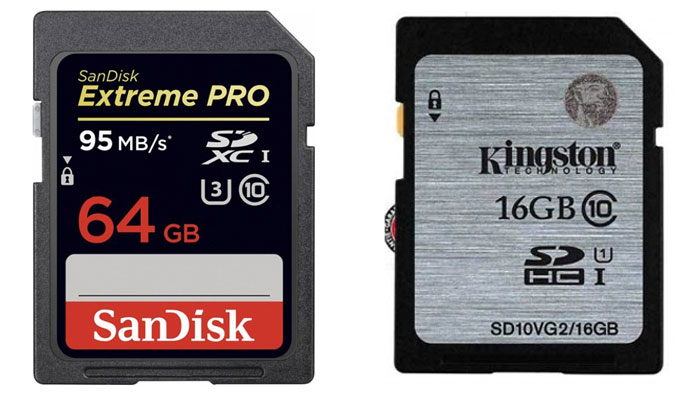 SanDisk
Extreme PRO
95 MB/s*
SD XC I
3 10
64 GB
SanDisk
Kingston
TECHNOLOGY
16GB 10
SD HC I 1
SD10VG2/16GB